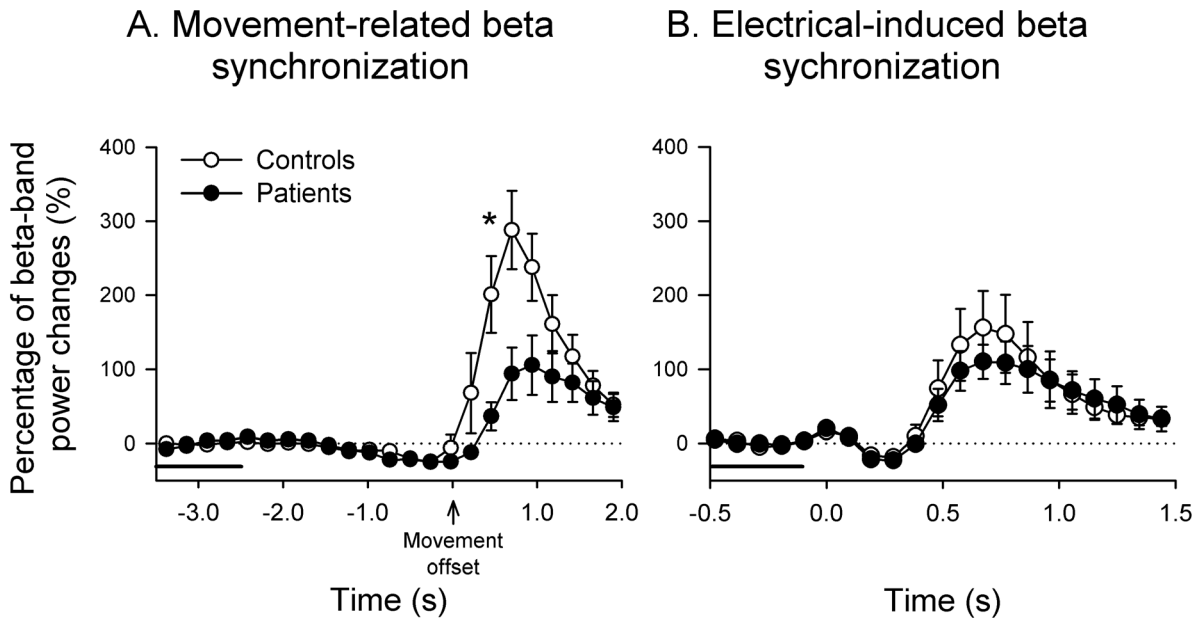 A. Movement-related beta
synchronization
B. Electrical-induced beta
sychronization
Percentage of beta-band
power changes (%)
400
300
200
100
0
Controls
Patients
*
-3.0 -2.0 -1.0 1.0 2.0
Movement
offset
Time (s)
400
300
200
100
0
-0.5 0.0 0.5 1.0 1.5
Time (s)